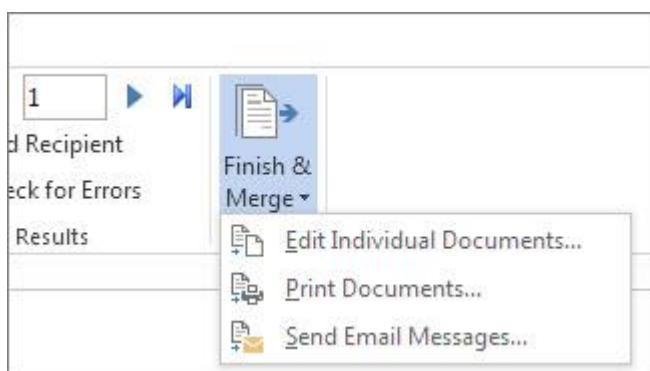 1
d Recipient
eck for Errors
Results
Finish &
Merge
Edit Individual Documents...
Print Documents...
Send Email Messages...